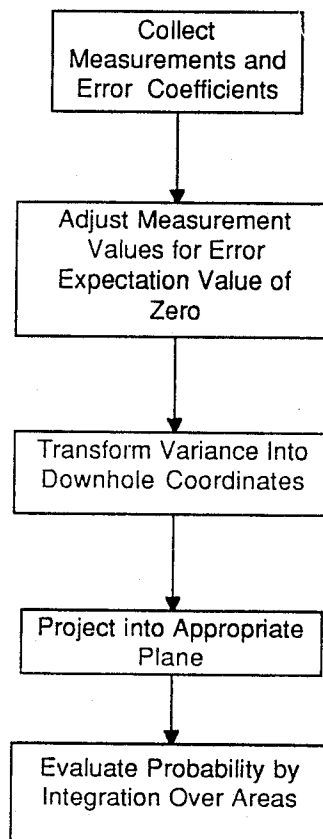 Collect
Measurements and
Error Coefficients
Adjust Measurement
Values for Error
Expectation Value of
Zero
Transform Variance Into
Downhole Coordinates
Project into Appropriate
Plane
Evaluate Probability by
Integration Over Areas